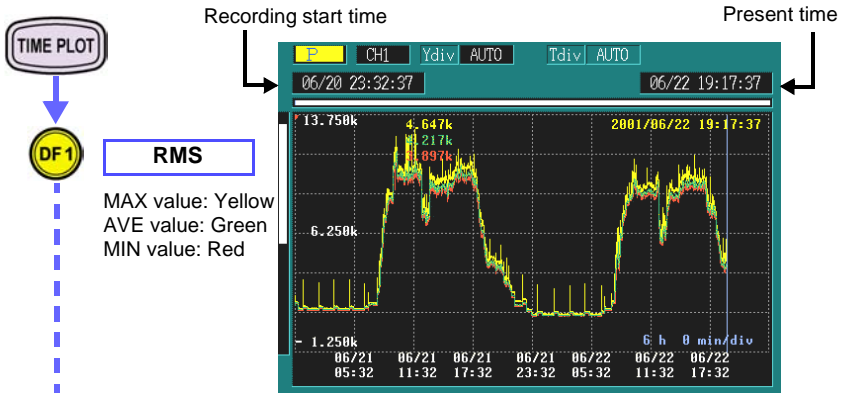 Recording start time
Present time
TIME PLOT
P CH1 Ydiv AUTO Tdiv AUTO
06/20 23:32:37 06/22 19:17:37
13.750k 4.647k 2001/06/22 19:17:37
217k
897k
DF 1
RMS
MAX value: Yellow
AVE value: Green
MIN value: Red
6.250k
- 1.250k 6 h 0 min/div
06/21 06/21 06/21 06/21 06/22 06/22 06/22
05:32 11:32 17:32 23:32 05:32 11:32 17:32